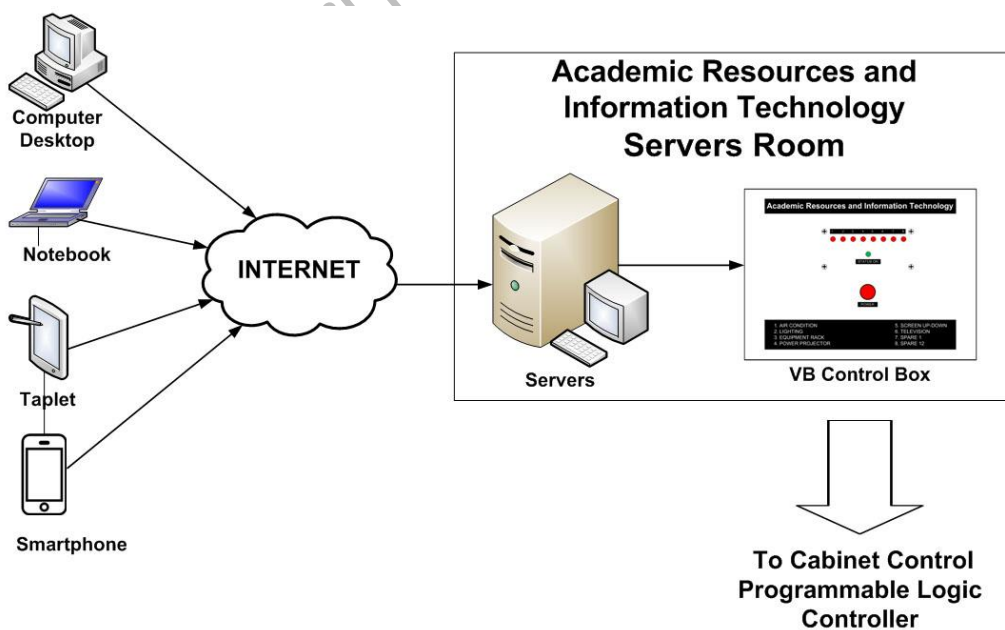 Computer
Desktop
Notebook
Taplet
Smartphone
INTERNET
Academic Resources and
Information Technology
Servers Room
Servers
Academic Resources and Information Technology
POWER
1. AIR CONDITION
2. LIGHTING
3. EQUIPMENT RACK
4. POWER PROJECTOR
5. SCREEN UP-DOWN
6. TELEVISION
7. SPARE 1
8. SPARE 12
VB Control Box
To Cabinet Control
Programmable Logic
Controller